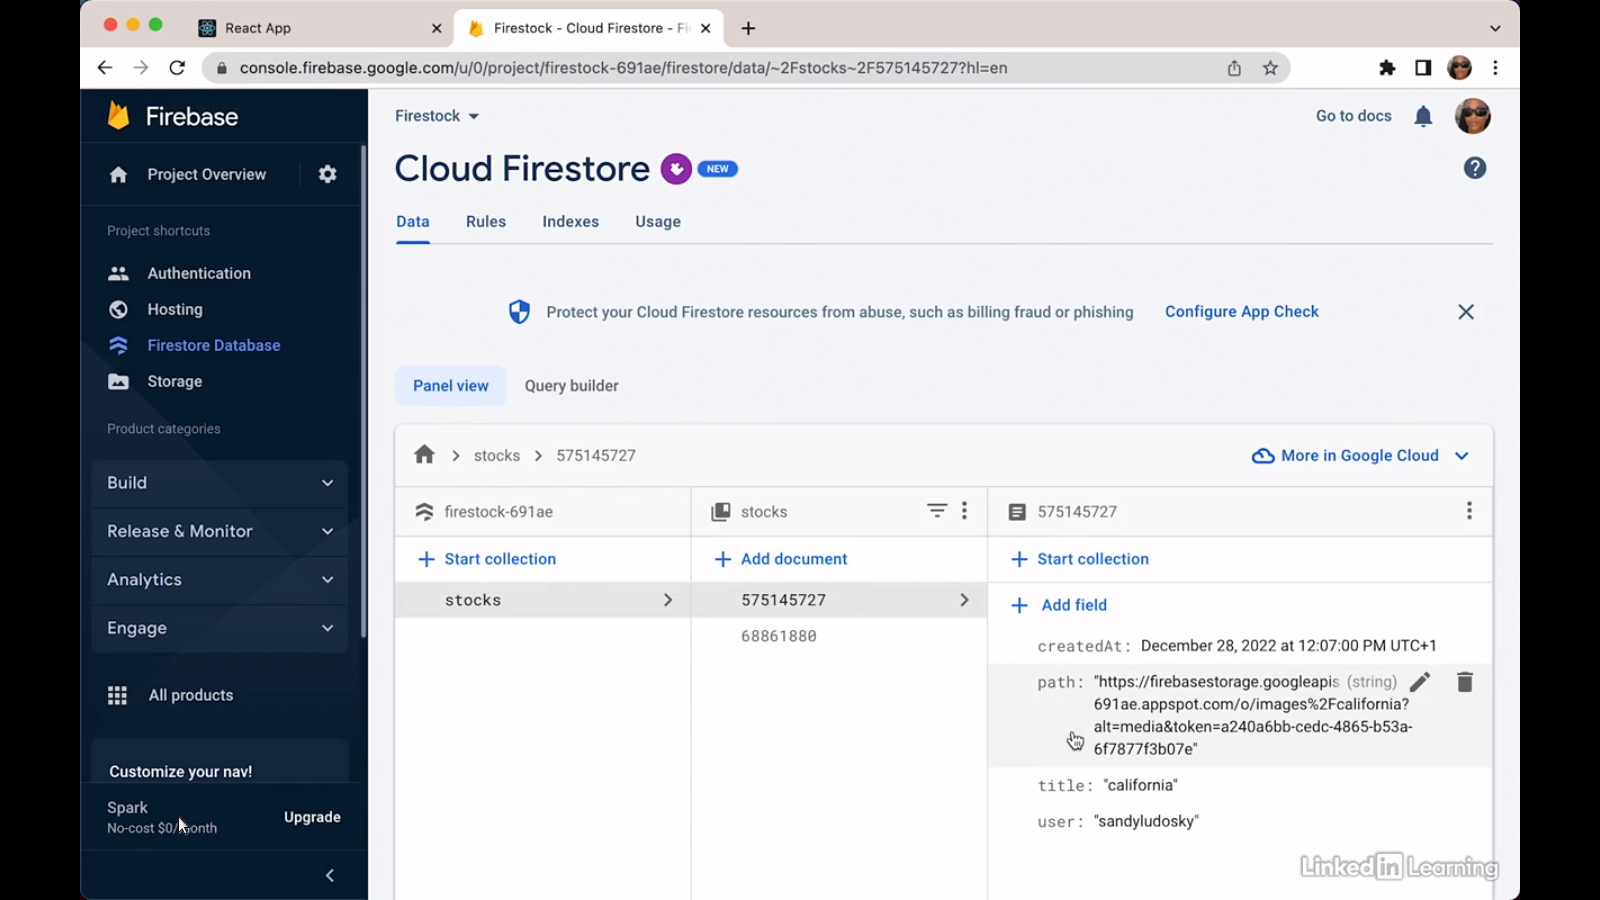 React App
Firestock - Cloud Firestore - Fi
console.firebase.google.com/u/0/project/firestock-691ae/firestore/data/~2Fstocks~2F575145727?hl=en
Firebase
Firestock
Go to docs
Project Overview
Cloud Firestore
NEW
Data
Rules
Indexes
Usage
Project shortcuts
Authentication
Hosting
Firestore Database
Storage
Product categories
Build
Release & Monitor
Analytics
Engage
All products
Customize your nav!
Spark
No-cost $0/month
Upgrade
Protect your Cloud Firestore resources from abuse, such as billing fraud or phishing
Configure App Check
Panel view
Query builder
stocks
575145727
More in Google Cloud
firestock-691ae
stocks
575145727
Start collection
Add document
Start collection
stocks
575145727
68861880
Add field
createdAt: December 28, 2022 at 12:07:00 PM UTC+1
path: "https://firebasestorage.googleapis (string)
691ae.appspot.com/o/images%2Fcalifornia?
alt=media&token=a240a6bb-cedc-4865-b53a-
6f7877f3b07e"
title: "california"
user: "sandyludosky"
LinkedIn Learning